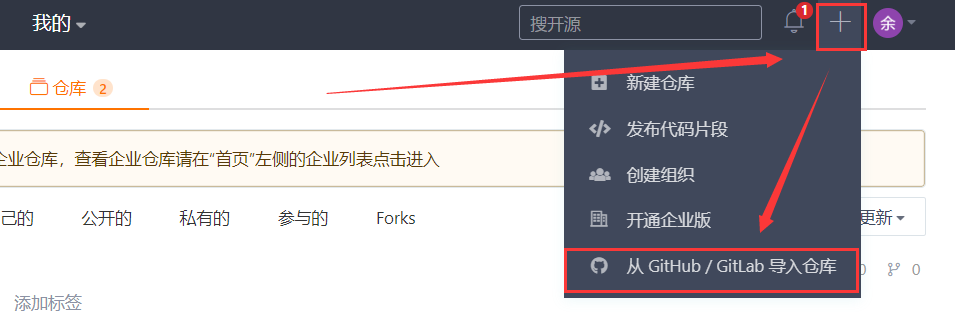 我的
搜开源
1
余
仓库 2
新建仓库
发布代码片段
创建组织
开通企业版
从 GitHub / GitLab 导入仓库
企业仓库，查看企业仓库请在“首页”左侧的企业列表点击进入
己的 公开的 私有的 参与的 Forks
更新
0 0
添加标签